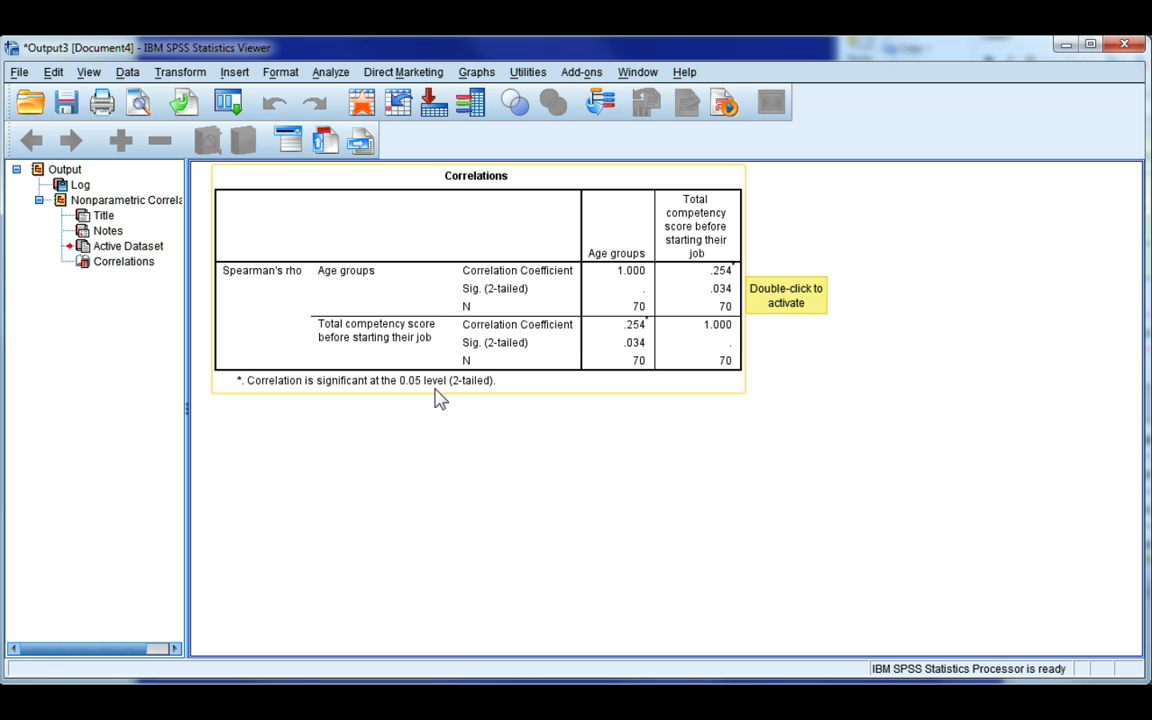 *Output3 [Document4] - IBM SPSS Statistics Viewer
File Edit View Data Transform Insert Format Analyze Direct Marketing Graphs Utilities Add-ons Window Help
Output
Log
Nonparametric Correla
Title
Notes
Active Dataset
Correlations
Correlations
Age groups
Total
competency
score before
starting their
job
Spearman's rho Age groups Correlation Coefficient 1.000 .254*
Sig. (2-tailed) . .034
N 70 70
Total competency score
before starting their job
Correlation Coefficient .254* 1.000
Sig. (2-tailed) .034 .
N 70 70
*. Correlation is significant at the 0.05 level (2-tailed).
Double-click to
activate
IBM SPSS Statistics Processor is ready